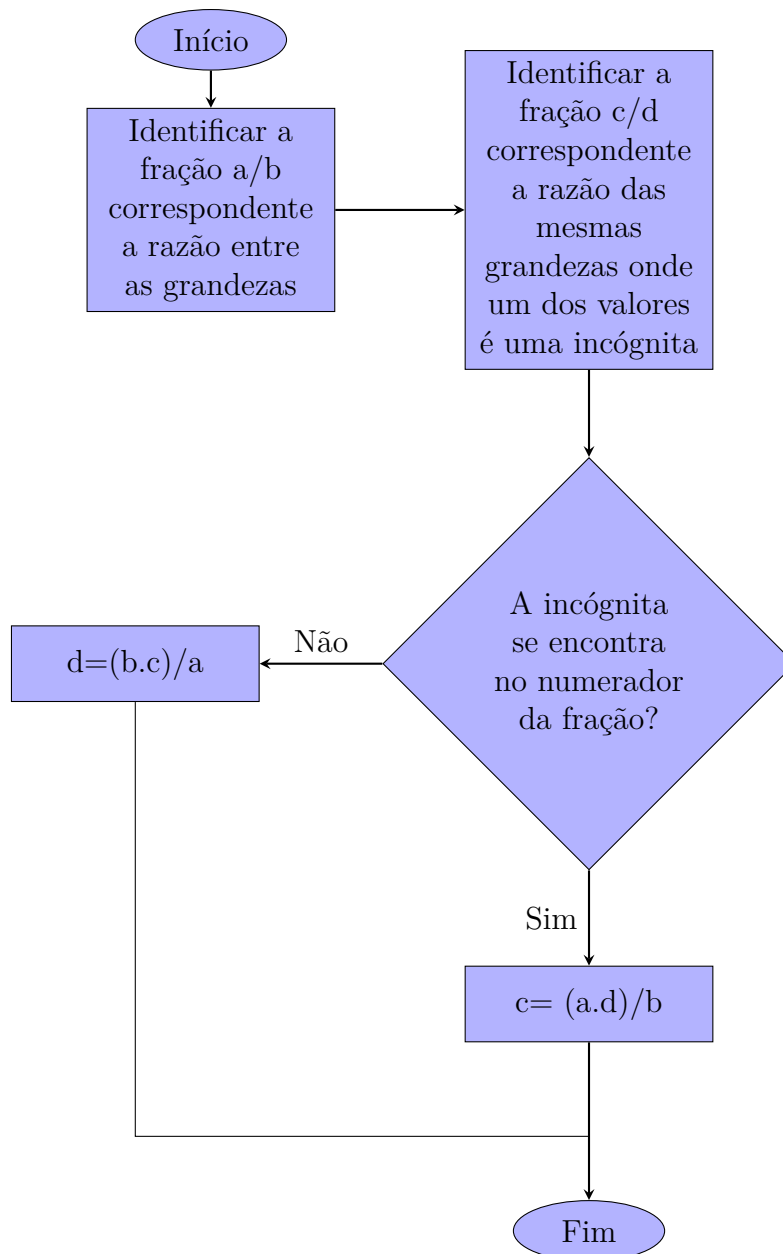 Início
Identificar a
fração a/b
correspondente
a razão entre
as grandezas
Identificar a
fração c/d
correspondente
a razão das
mesmas
grandezas onde
um dos valores
é uma incógnita
A incógnita
se encontra
no numerador
da fração?
Não
d=(b.c)/a
Sim
c= (a.d)/b
Fim